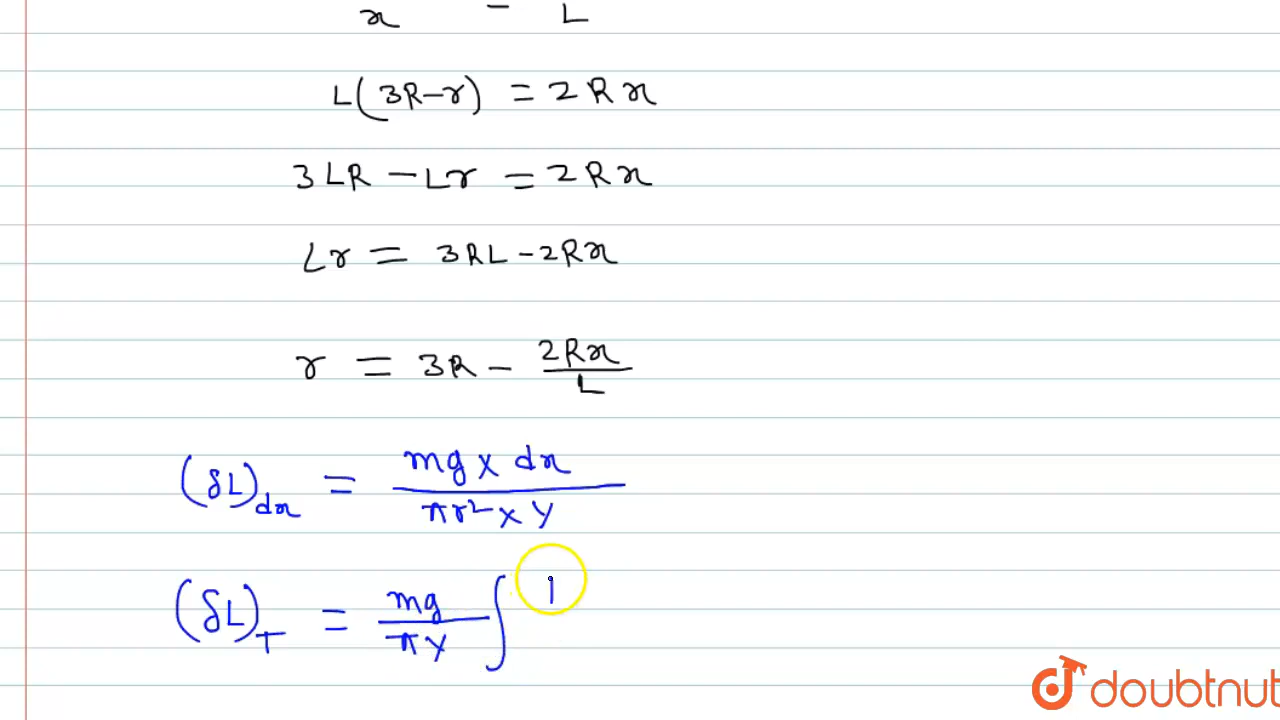 x = L
L(3R-r) = 2Rx
3LR - Lr = 2Rx
Lr = 3RL - 2Rx
r = 3R - 2Rx/L
(δL)dx = mg x dx / πr² x Y
(δL)T = mg/πY ∫ 1
doubtnut